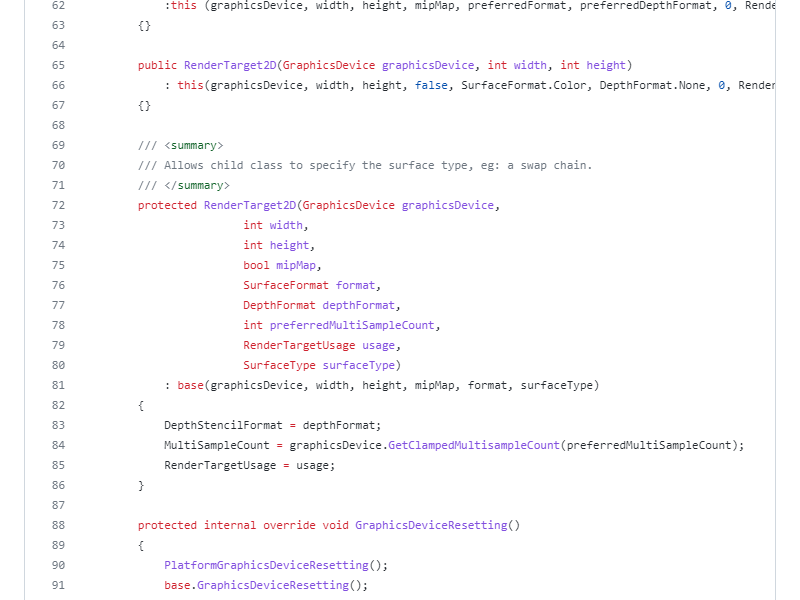 62 :this (graphicsDevice, width, height, mipMap, preferredFormat, preferredDepthFormat, 0, Rende
63 {}
64
65 public RenderTarget2D(GraphicsDevice graphicsDevice, int width, int height)
66 : this(graphicsDevice, width, height, false, SurfaceFormat.Color, DepthFormat.None, 0, Render
67 {}
68
69 /// <summary>
70 /// Allows child class to specify the surface type, eg: a swap chain.
71 /// </summary>
72 protected RenderTarget2D(GraphicsDevice graphicsDevice,
73 int width,
74 int height,
75 bool mipMap,
76 SurfaceFormat format,
77 DepthFormat depthFormat,
78 int preferredMultiSampleCount,
79 RenderTargetUsage usage,
80 SurfaceType surfaceType)
81 : base(graphicsDevice, width, height, mipMap, format, surfaceType)
82 {
83 DepthStencilFormat = depthFormat;
84 MultiSampleCount = graphicsDevice.GetClampedMultisampleCount(preferredMultiSampleCount);
85 RenderTargetUsage = usage;
86 }
87
88 protected internal override void GraphicsDeviceResetting()
89 {
90 PlatformGraphicsDeviceResetting();
91 base.GraphicsDeviceResetting();